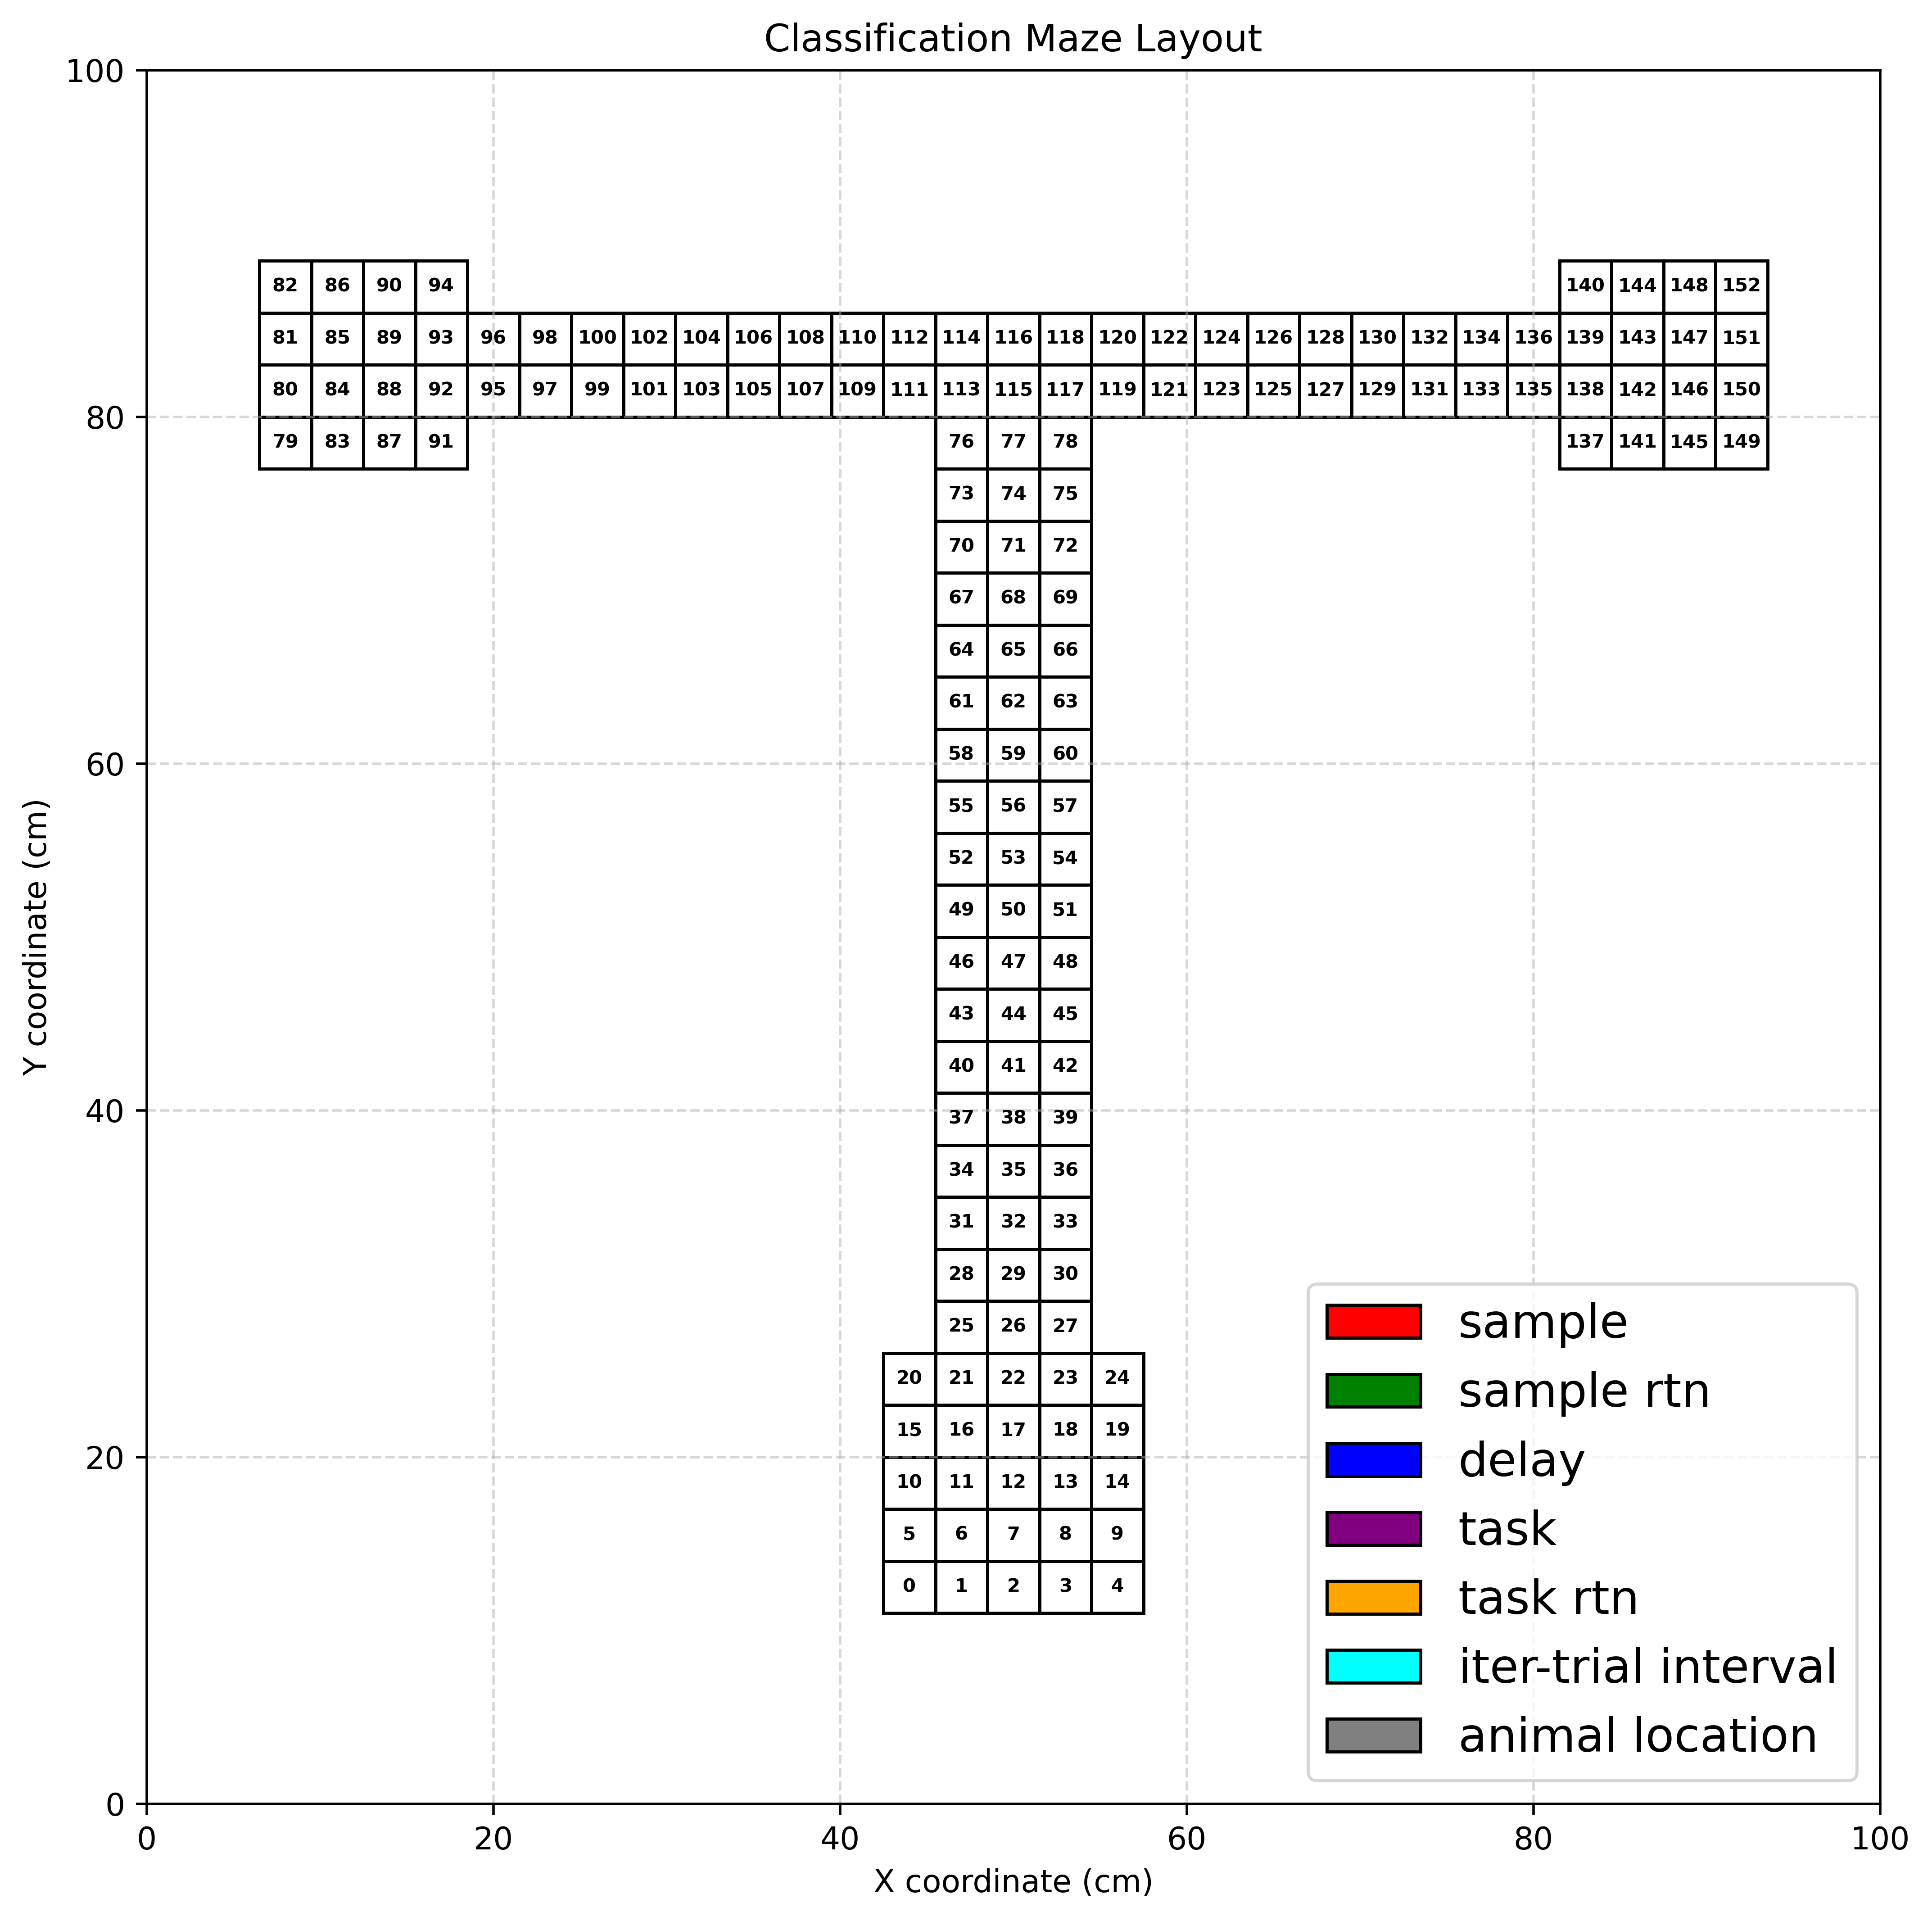 Classification Maze Layout
100
82 86 90 94 140 144 148 152
81 85 89 93 96 98 100 102 104 106 108 110 112 114 116 118 120 122 124 126 128 130 132 134 136 139 143 147 151
80 84 88 92 95 97 99 101 103 105 107 109 111 113 115 117 119 121 123 125 127 129 131 133 135 138 142 146 150
80
79 83 87 91 76 77 78 137 141 145 149
73 74 75
70 71 72
67 68 69
64 65 66
61 62 63
60
58 59 60
55 56 57
52 53 54
49 50 51
46 47 48
43 44 45
40 41 42
40
37 38 39
34 35 36
31 32 33
28 29 30
25 26 27
20 21 22 23 24
15 16 17 18 19
20
10 11 12 13 14
5 6 7 8 9
0 1 2 3 4
0
Y coordinate (cm)
sample
sample rtn
delay
task
task rtn
iter-trial interval
animal location
0 20 40 60 80 100
X coordinate (cm)